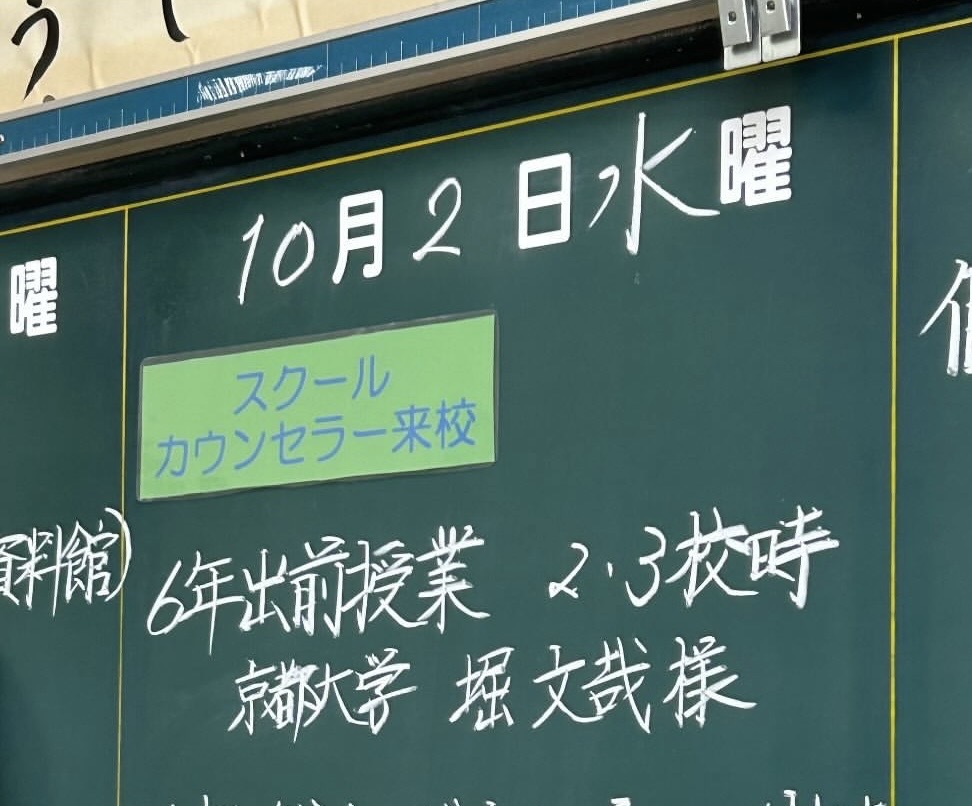 う
10月2日水曜
曜
スクール
カウンセラー来校
資料館)
6年出前授業 2・3校時
京都大学 堀文哉様